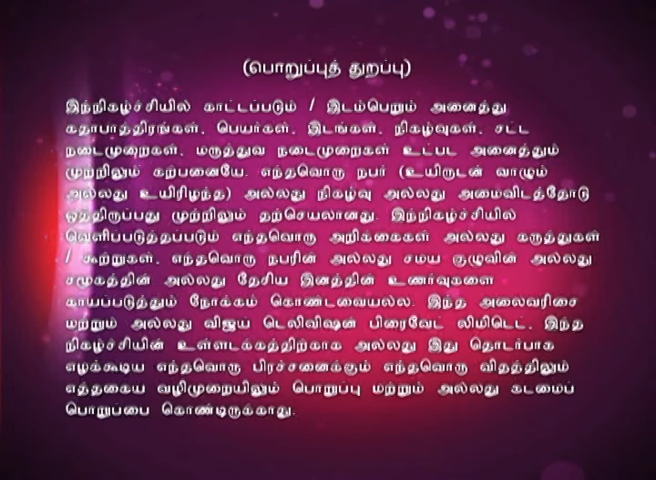 (பொறுப்புத் துறப்பு)
இந்நிகழ்ச்சியில் காட்டப்படும் / இடம்பெறும் அனைத்து
கதாபாத்திரங்கள், பெயர்கள், இடங்கள், நிகழ்வுகள், சட்ட
நடைமுறைகள், மருத்துவ நடைமுறைகள் உட்பட அனைத்தும்
முற்றிலும் கற்பனையே. எந்தவொரு நபர் (உயிருடன் வாழும்
அல்லது உயிரிழந்த) அல்லது நிகழ்வு அல்லது அமைவிடத்தோடு
ஒத்திருப்பது முற்றிலும் தற்செயலானது. இந்நிகழ்ச்சியில்
வெளிப்படுத்தப்படும் எந்தவொரு அறிக்கைகள் அல்லது கருத்துகள்
/ கூற்றுகள், எந்தவொரு நபரின் அல்லது சமய குழுவின் அல்லது
சமூகத்தின் அல்லது தேசிய இனத்தின் உணர்வுகளை
காயப்படுத்தும் நோக்கம் கொண்டவையல்ல. இந்த அலைவரிசை
மற்றும் அல்லது விஜய் டெலிவிஷன் பிரைவேட் லிமிடெட், இந்த
நிகழ்ச்சியின் உள்ளடக்கத்திற்காக அல்லது இது தொடர்பாக
எழக்கூடிய எந்தவொரு பிரச்சனைக்கும் எந்தவொரு விதத்திலும்
எத்தகைய வழிமுறையிலும் பொறுப்பு மற்றும் அல்லது கடமைப்
பொறுப்பை கொண்டிருக்காது.